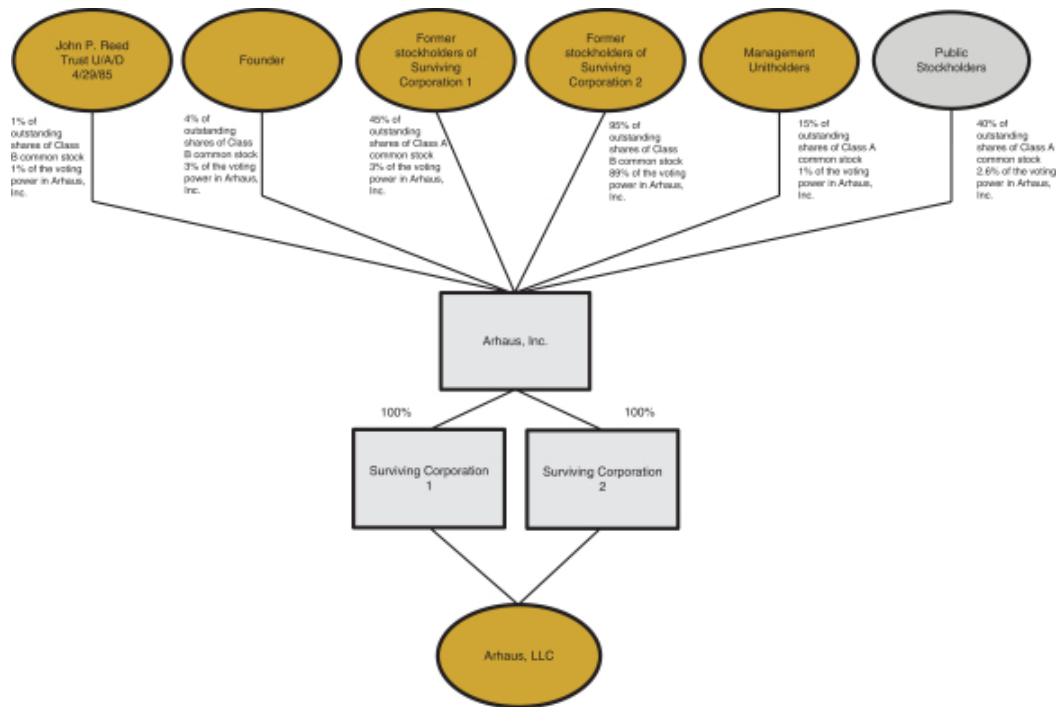 John P. Reed
Trust U/A/D
4/29/85
Founder
Former
stockholders of
Surviving
Corporation 1
Former
stockholders of
Surviving
Corporation 2
Management
Unitholders
Public
Stockholders
1% of
outstanding
shares of Class
B common stock
1% of the voting
power in Arhaus,
Inc.
4% of
outstanding
shares of Class
B common stock
3% of the voting
power in Arhaus,
Inc.
45% of
outstanding
shares of Class A
common stock
3% of the voting
power in Arhaus,
Inc.
95% of
outstanding
shares of Class
B common stock
89% of the voting
power in Arhaus,
Inc.
15% of
outstanding
shares of Class A
common stock
1% of the voting
power in Arhaus,
Inc.
40% of
outstanding
shares of Class A
common stock
2.6% of the voting
power in Arhaus,
Inc.
Arhaus, Inc.
100%
100%
Surviving Corporation
1
Surviving Corporation
2
Arhaus, LLC